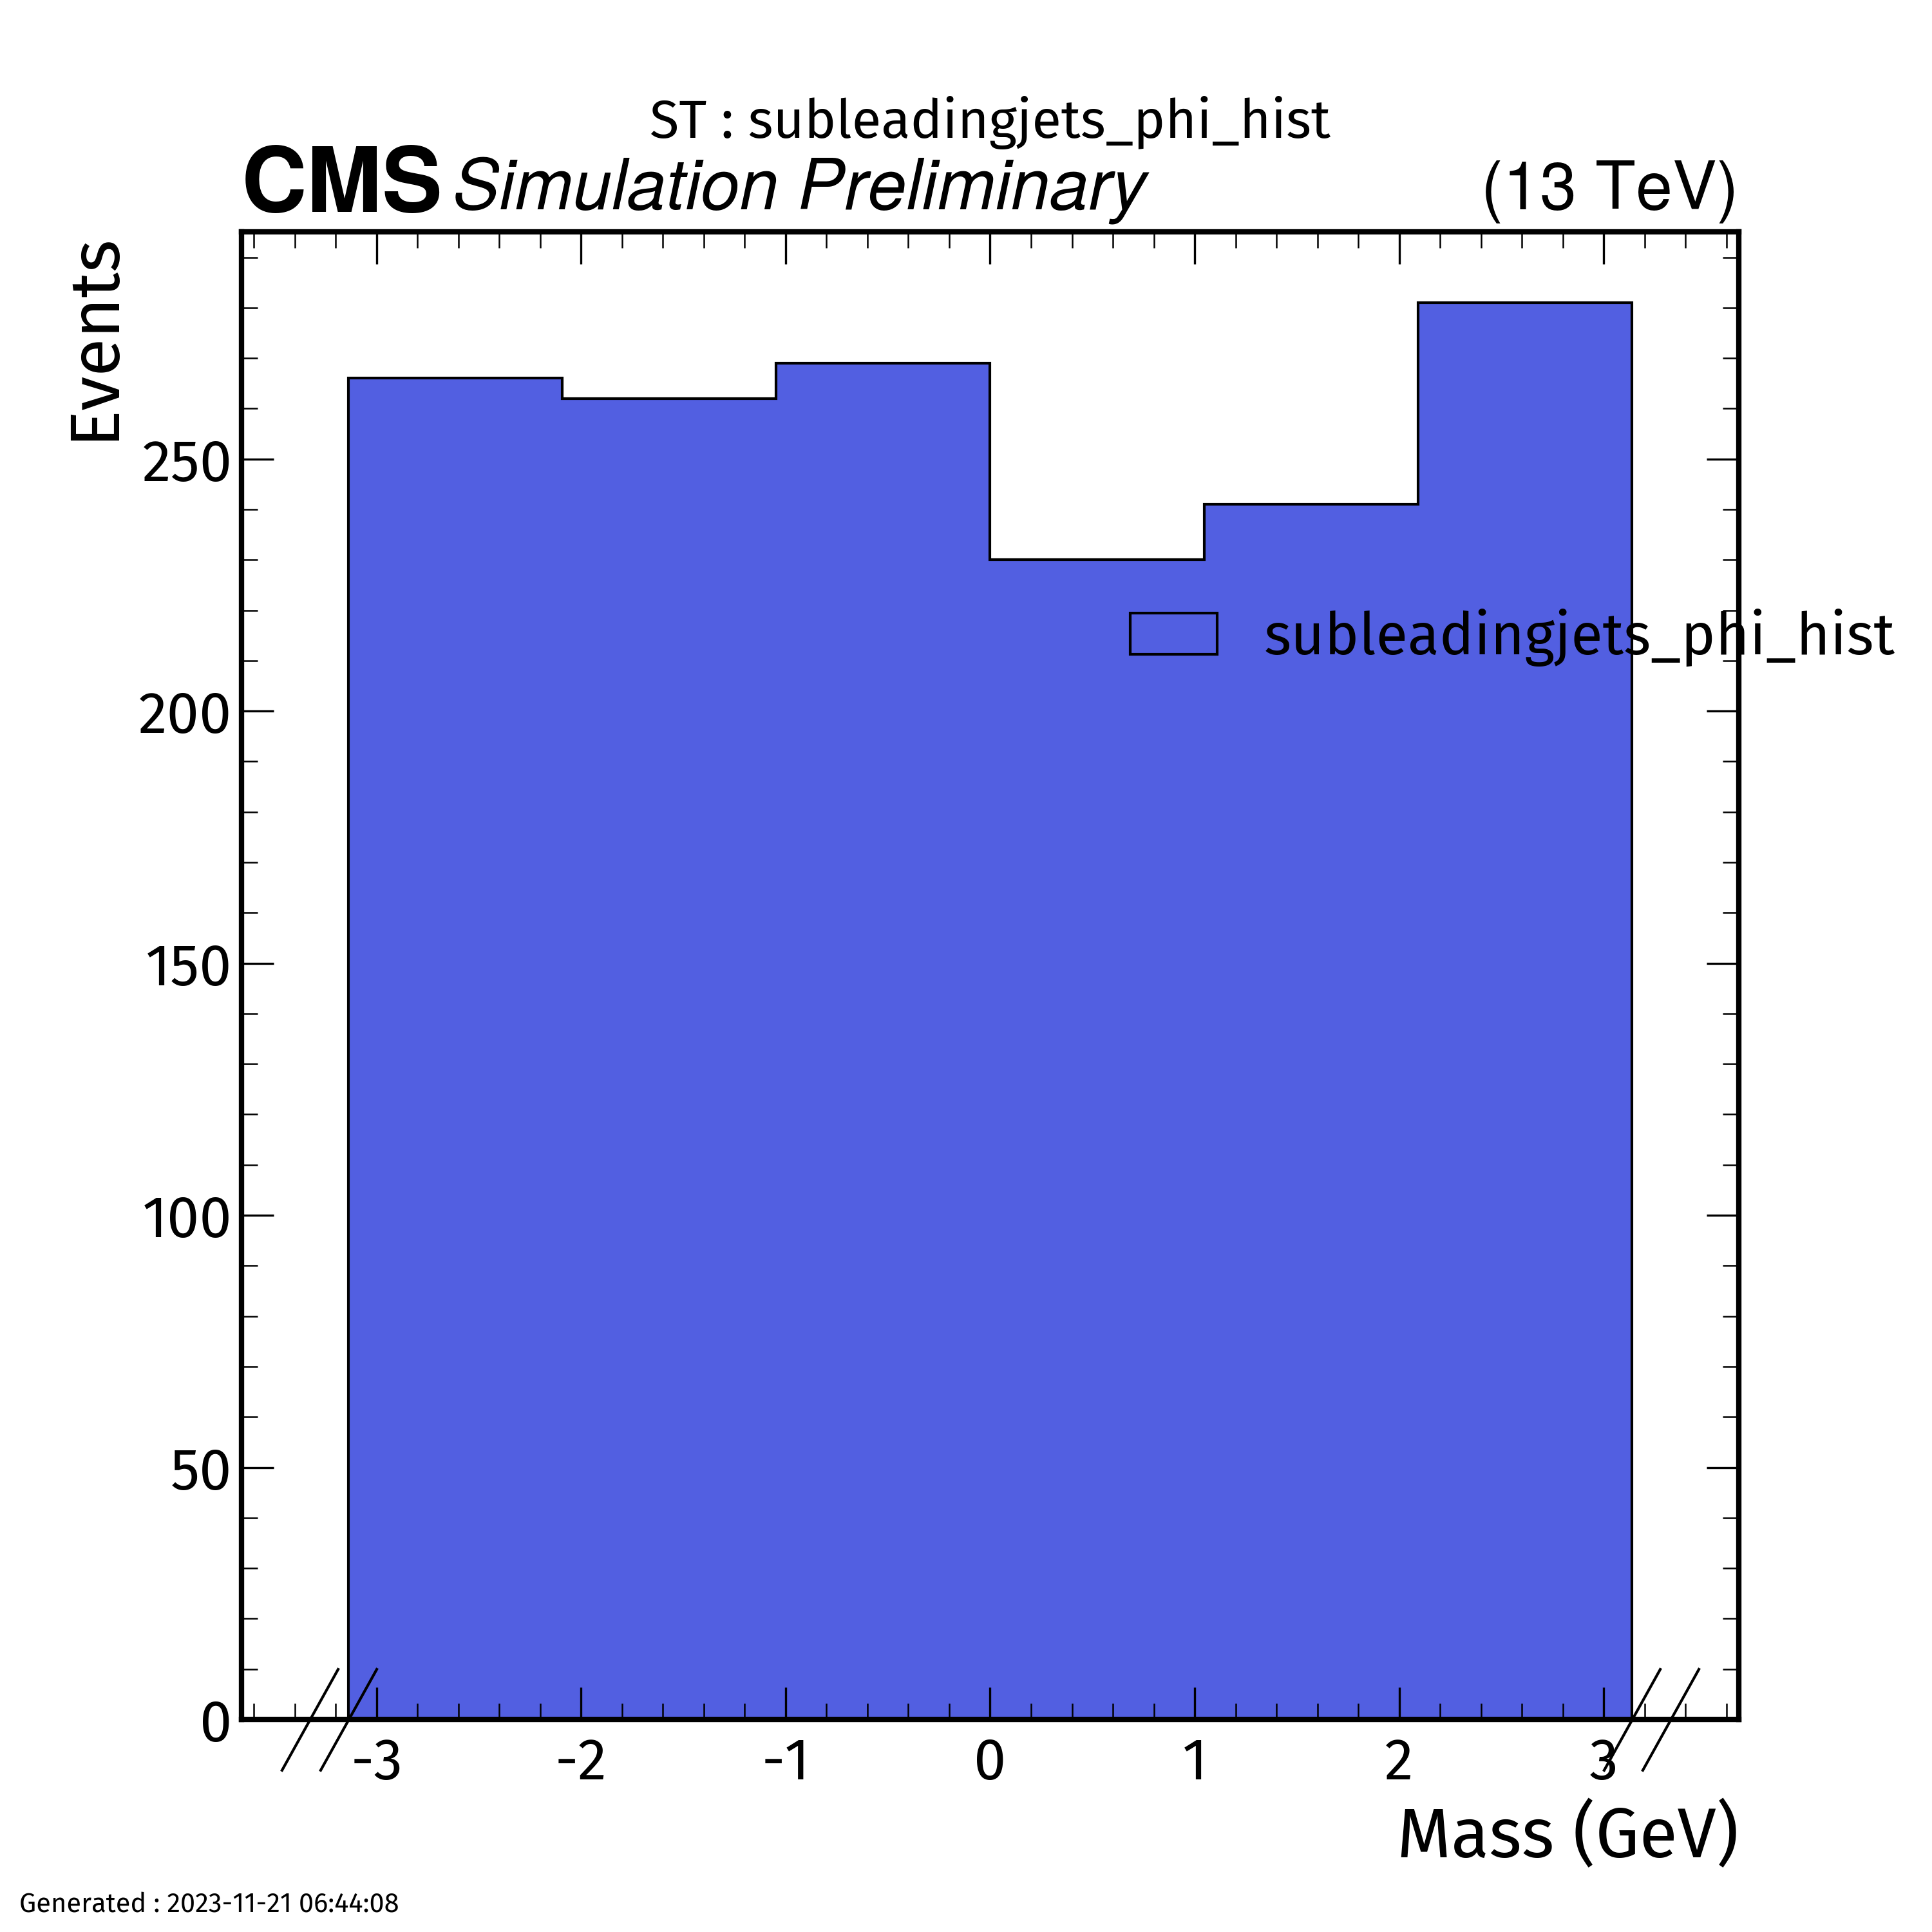 ST : subleadingjets_phi_hist
CMS Simulation Preliminary (13 TeV)
Events
250
subleadingjets_phi_hist
200
150
100
50
0
-3 -2 -1 0 1 2 3
Mass (GeV)
Generated : 2023-11-21 06:44:08